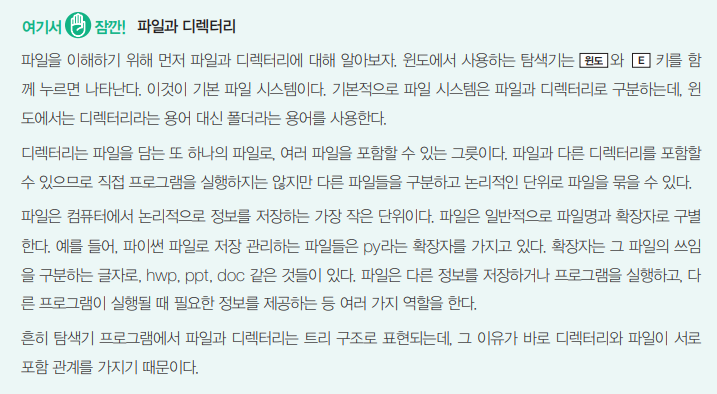 여기서 잠깐! 파일과 디렉터리
파일을 이해하기 위해 먼저 파일과 디렉터리에 대해 알아보자. 윈도에서 사용하는 탐색기는 윈도 와 E 키를 함
께 누르면 나타난다. 이것이 기본 파일 시스템이다. 기본적으로 파일 시스템은 파일과 디렉터리로 구분하는데, 윈
도에서는 디렉터리라는 용어 대신 폴더라는 용어를 사용한다.
디렉터리는 파일을 담는 또 하나의 파일로, 여러 파일을 포함할 수 있는 그릇이다. 파일과 다른 디렉터리를 포함할
수 있으므로 직접 프로그램을 실행하지는 않지만 다른 파일들을 구분하고 논리적인 단위로 파일을 묶을 수 있다.
파일은 컴퓨터에서 논리적으로 정보를 저장하는 가장 작은 단위이다. 파일은 일반적으로 파일명과 확장자로 구별
한다. 예를 들어, 파이썬 파일로 저장 관리하는 파일들은 py라는 확장자를 가지고 있다. 확장자는 그 파일의 쓰임
을 구분하는 글자로, hwp, ppt, doc 같은 것들이 있다. 파일은 다른 정보를 저장하거나 프로그램을 실행하고, 다
른 프로그램이 실행될 때 필요한 정보를 제공하는 등 여러 가지 역할을 한다.
흔히 탐색기 프로그램에서 파일과 디렉터리는 트리 구조로 표현되는데, 그 이유가 바로 디렉터리와 파일이 서로
포함 관계를 가지기 때문이다.